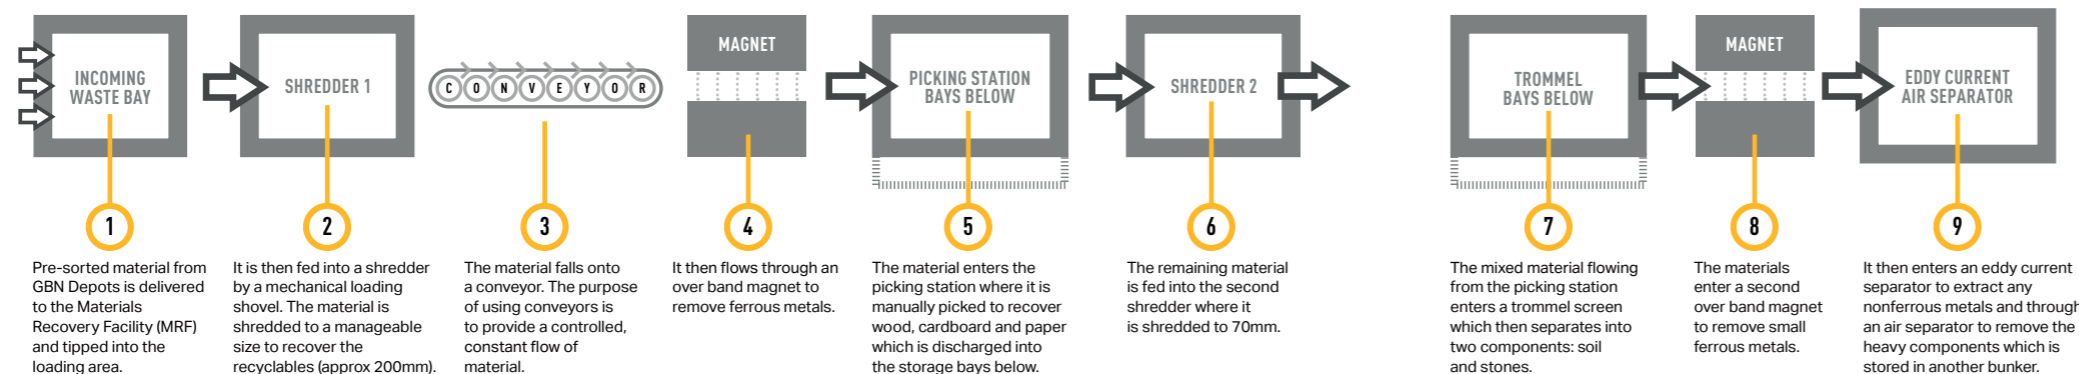 INCOMING
WASTE BAY
SHREDDER 1
CONVEYOR
MAGNET
PICKING STATION
BAYS BELOW
SHREDDER 2
TROMMEL
BAYS BELOW
MAGNET
EDDY CURRENT
AIR SEPARATOR
1
Pre-sorted material from
GBN Depots is delivered
to the Materials
Recovery Facility (MRF)
and tipped into the
loading area.
2
It is then fed into a shredder
by a mechanical loading
shovel. The material is
shredded to a manageable
size to recover the
recyclables (approx 200mm).
3
The material falls onto
a conveyor. The purpose
of using conveyors is
to provide a controlled,
constant flow of
material.
4
It then flows through an
over band magnet to
remove ferrous metals.
5
The material enters the
picking station where it is
manually picked to recover
wood, cardboard and paper
which is discharged into
the storage bays below.
6
The remaining material
is fed into the second
shredder where it
is shredded to 70mm.
7
The mixed material flowing
from the picking station
enters a trommel screen
which then separates into
two components: soil
and stones.
8
The materials
enter a second
over band magnet
to remove small
ferrous metals.
9
It then enters an eddy current
separator to extract any
nonferrous metals and through
an air separator to remove the
heavy components which is
stored in another bunker.